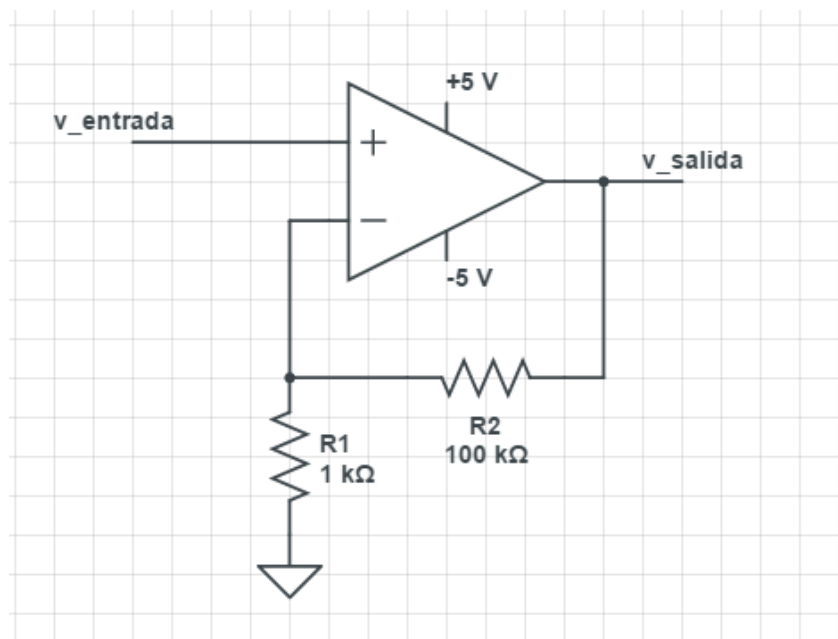 +5 V
v_entrada
+
v_salida
−
-5 V
R2
100 kΩ
R1
1 kΩ